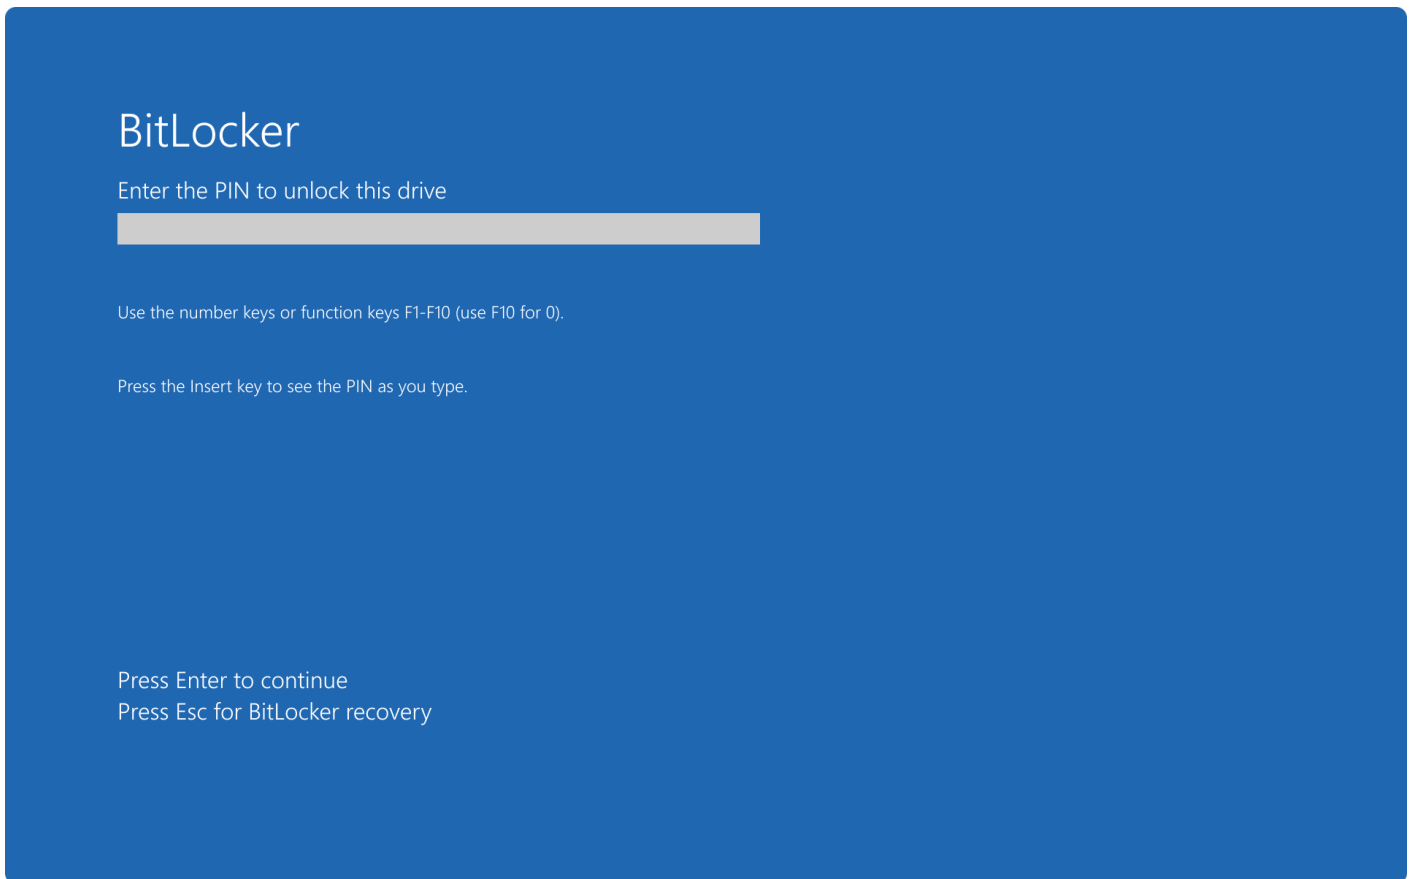 BitLocker
Enter the PIN to unlock this drive
Use the number keys or function keys F1-F10 (use F10 for 0).
Press the Insert key to see the PIN as you type.
Press Enter to continue
Press Esc for BitLocker recovery